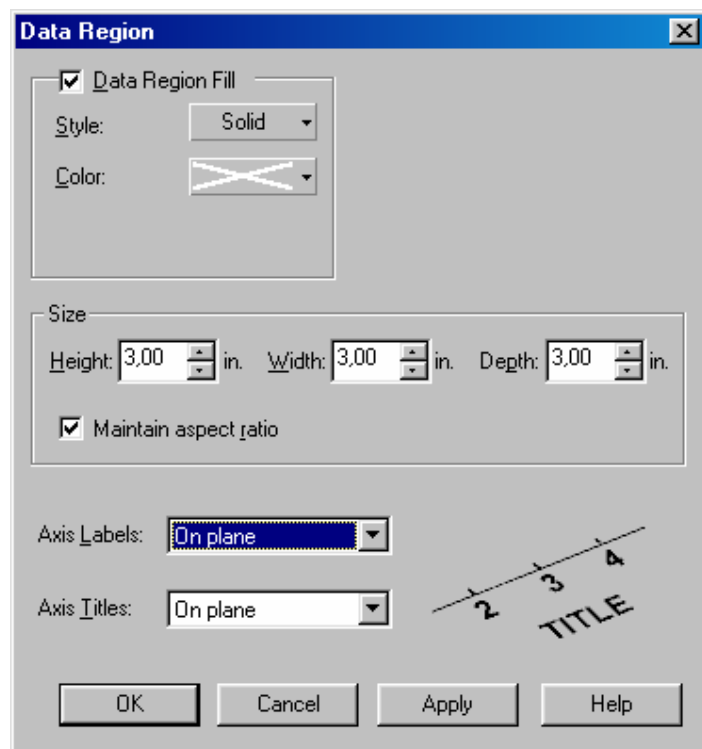 Data Region
Data Region Fill
Style: Solid
Color:
Size
Height: 3,00 in. Width: 3,00 in. Depth: 3,00 in.
Maintain aspect ratio
Axis Labels: On plane
Axis Titles: On plane
2 3 4
TITLE
OK Cancel Apply Help